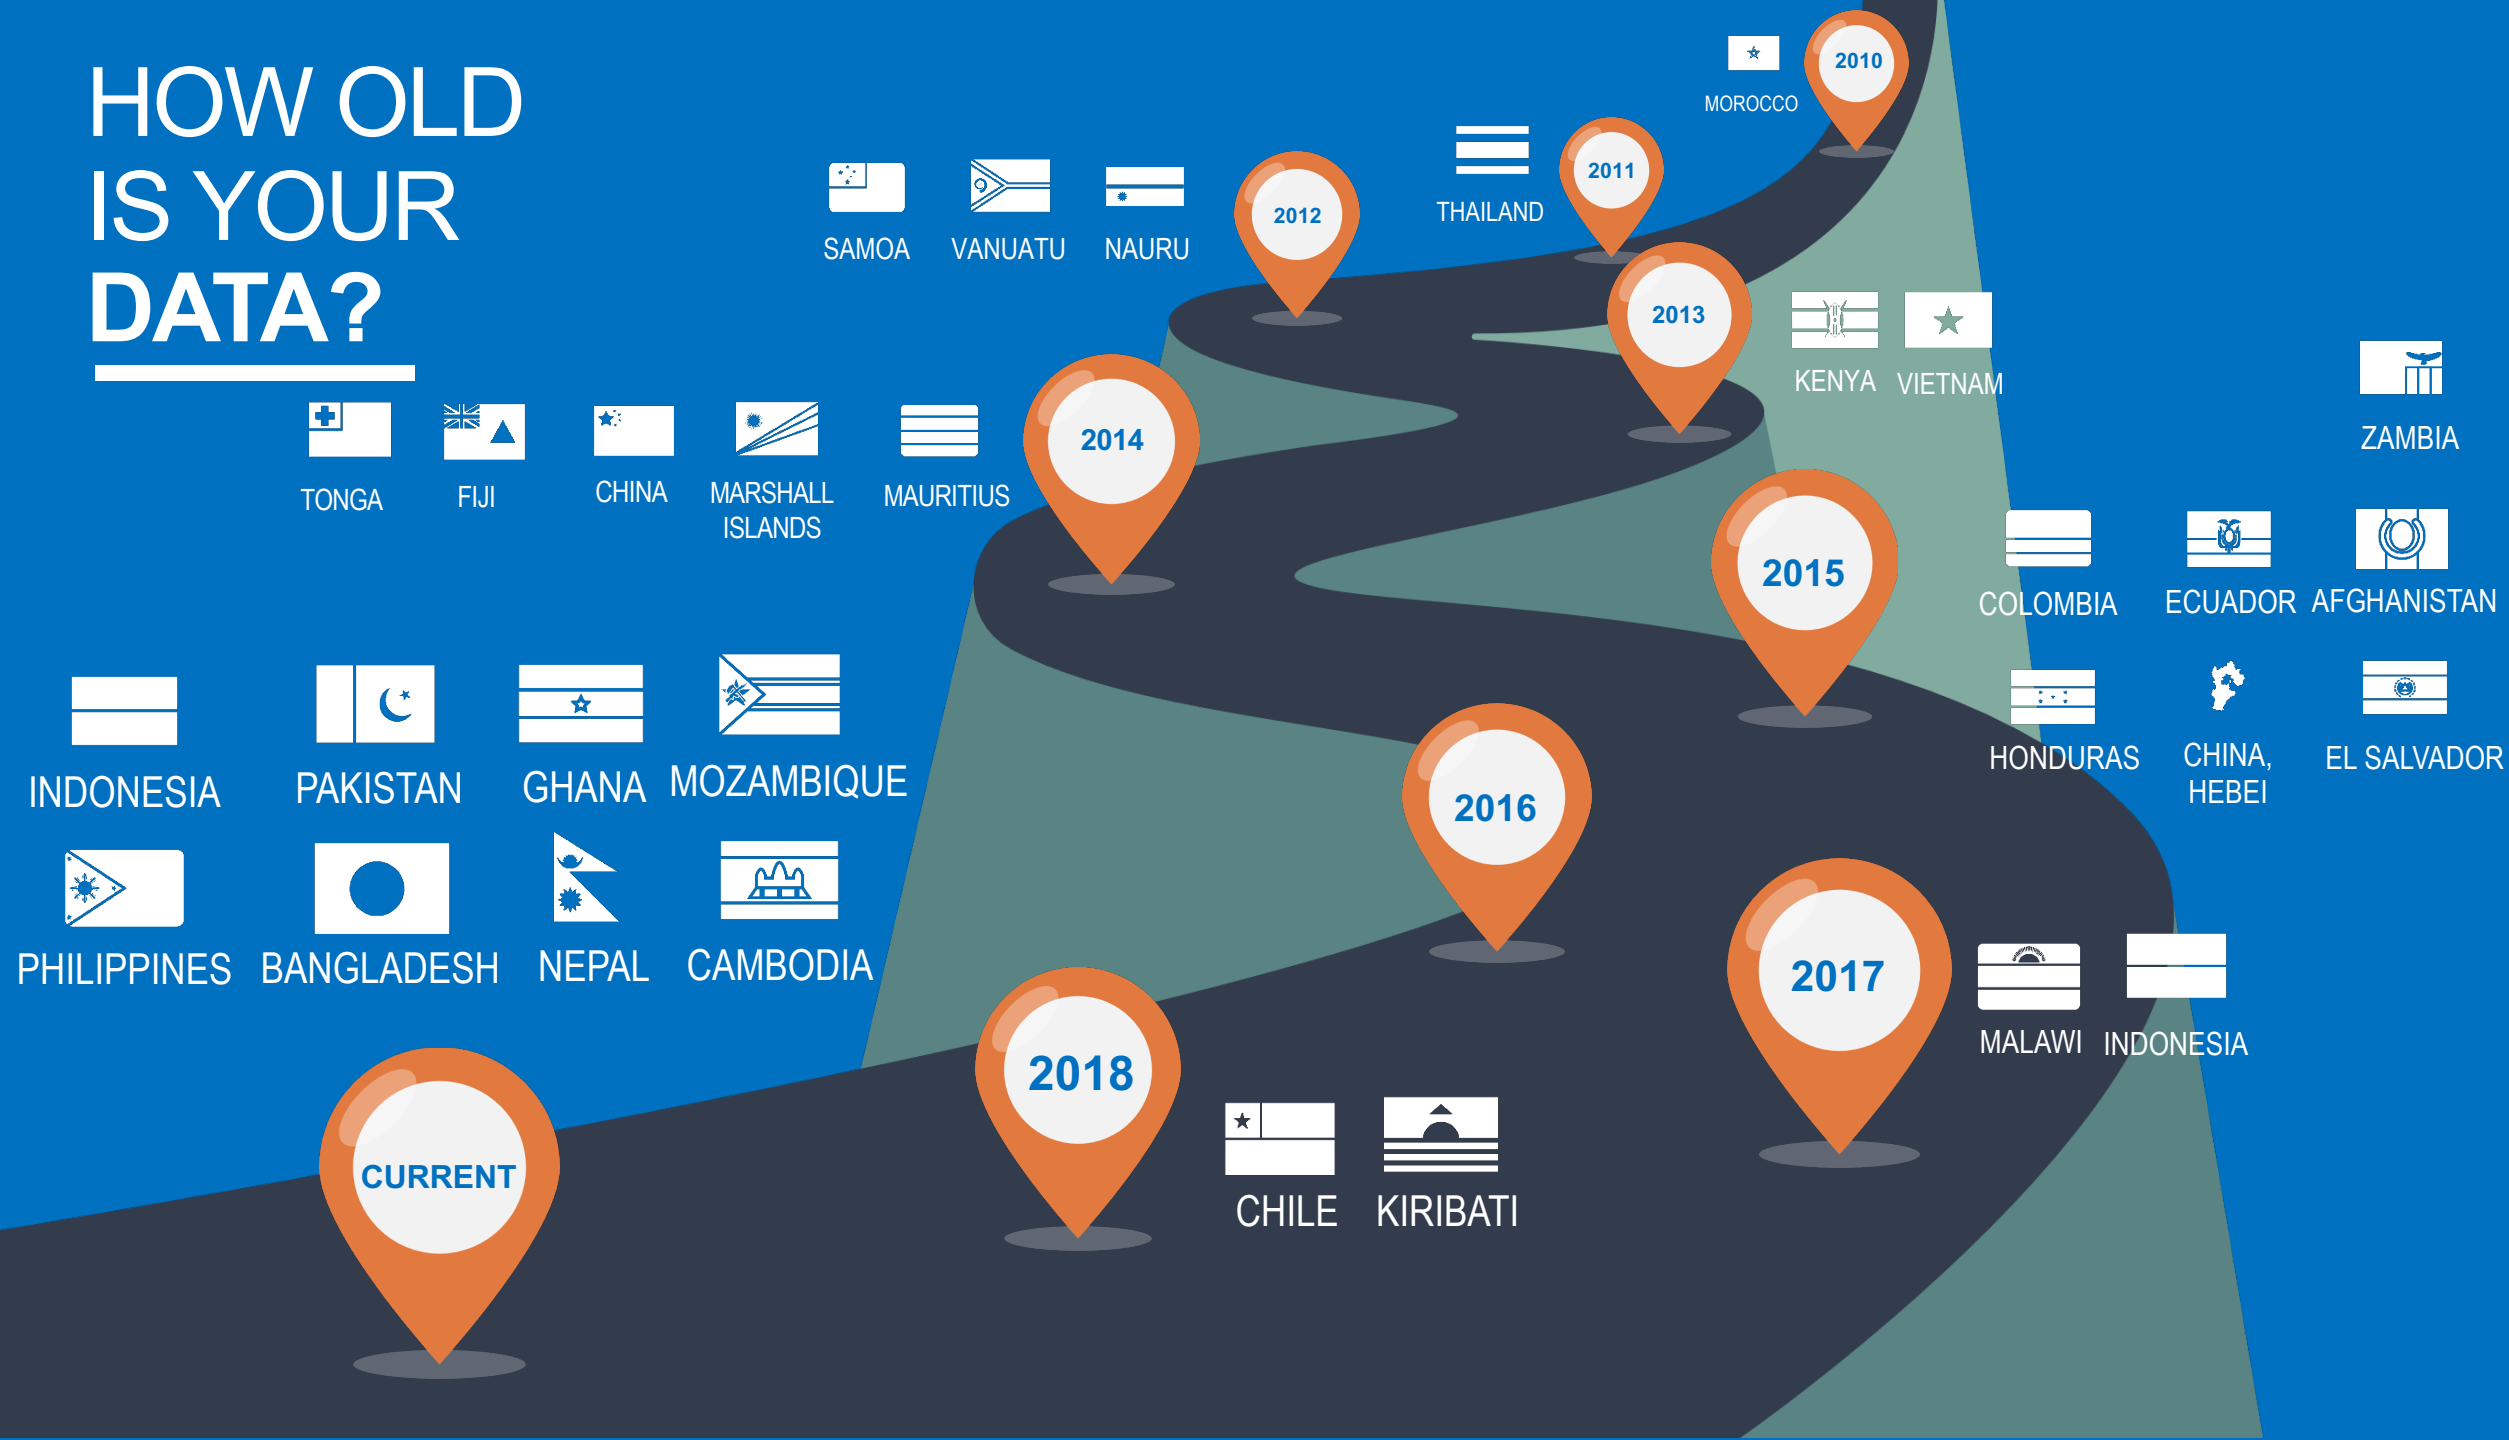 HOW OLD
IS YOUR
DATA?
2010
MOROCCO
2011
THAILAND
2012
SAMOA
VANUATU
NAURU
2013
KENYA
VIETNAM
2014
TONGA
FIJI
CHINA
MARSHALL
ISLANDS
MAURITIUS
2015
ZAMBIA
COLOMBIA
ECUADOR
AFGHANISTAN
HONDURAS
CHINA,
HEBEI
EL SALVADOR
2016
INDONESIA
PAKISTAN
GHANA
MOZAMBIQUE
PHILIPPINES
BANGLADESH
NEPAL
CAMBODIA
2017
MALAWI
INDONESIA
2018
CHILE
KIRIBATI
CURRENT